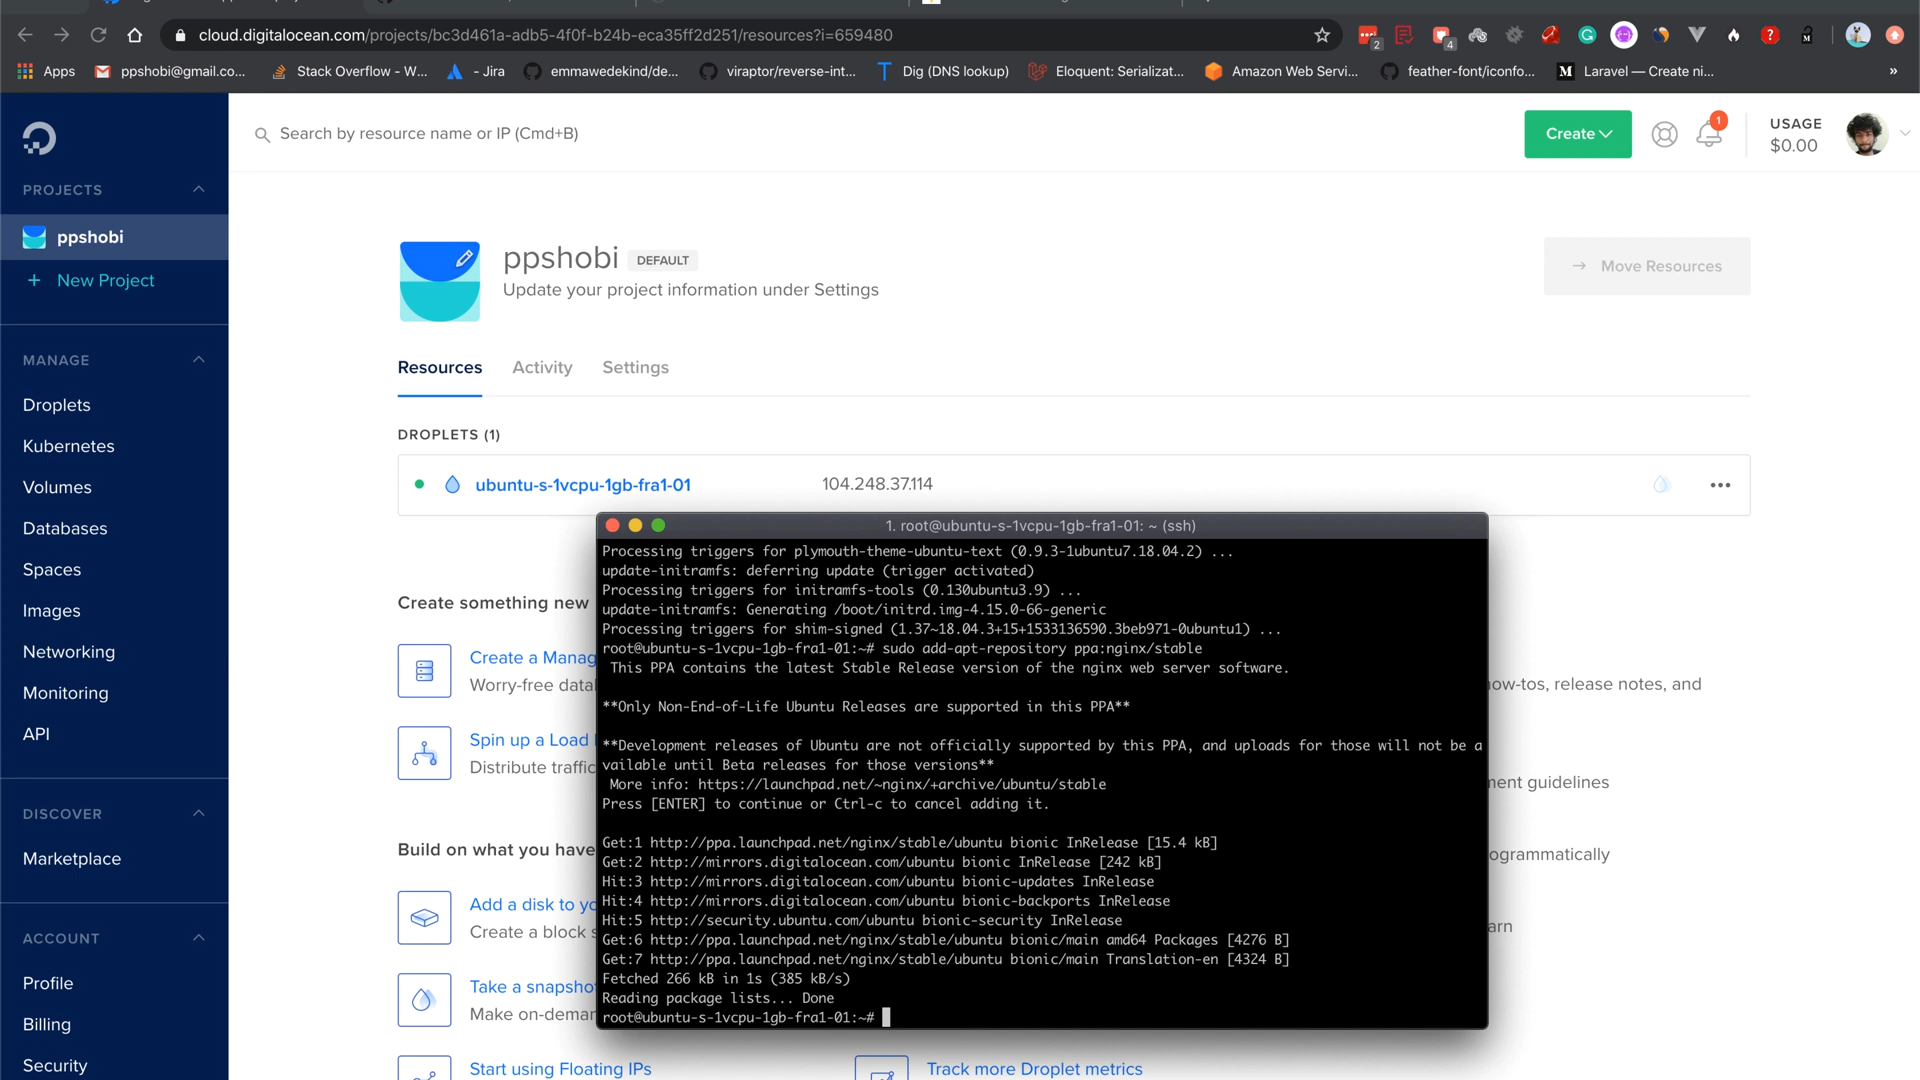 cloud.digitalocean.com/projects/bc3d461a-adb5-4f0f-b24b-eca35ff2d251/resources?i=659480
2
4
Apps
ppshobi@gmail.co...
Stack Overflow - W...
- Jira
emmawedekind/de...
viraptor/reverse-int...
Dig (DNS lookup)
Eloquent: Serializat...
Amazon Web Servi...
feather-font/iconfo...
Laravel — Create ni...
»
Search by resource name or IP (Cmd+B)
Create
1
USAGE
$0.00
PROJECTS
ppshobi
+ New Project
MANAGE
Droplets
Kubernetes
Volumes
Databases
Spaces
Images
Networking
Monitoring
API
DISCOVER
Marketplace
ACCOUNT
Profile
Billing
Security
ppshobi DEFAULT
Update your project information under Settings
→ Move Resources
Resources
Activity
Settings
DROPLETS (1)
ubuntu-s-1vcpu-1gb-fra1-01
104.248.37.114
Create something new
Create a Manag
Worry-free datal
Spin up a Load
Distribute traffic
Build on what you have
Add a disk to yo
Create a block s
Take a snapsho
Make on-deman
Start using Floating IPs
Track more Droplet metrics
ow-tos, release notes, and
ment guidelines
ogrammatically
arn
1. root@ubuntu-s-1vcpu-1gb-fra1-01: ~ (ssh)
Processing triggers for plymouth-theme-ubuntu-text (0.9.3-1ubuntu7.18.04.2) ...
update-initramfs: deferring update (trigger activated)
Processing triggers for initramfs-tools (0.130ubuntu3.9) ...
update-initramfs: Generating /boot/initrd.img-4.15.0-66-generic
Processing triggers for shim-signed (1.37~18.04.3+15+1533136590.3beb971-0ubuntu1) ...
root@ubuntu-s-1vcpu-1gb-fra1-01:~# sudo add-apt-repository ppa:nginx/stable
This PPA contains the latest Stable Release version of the nginx web server software.
**Only Non-End-of-Life Ubuntu Releases are supported in this PPA**
**Development releases of Ubuntu are not officially supported by this PPA, and uploads for those will not be a
vailable until Beta releases for those versions**
More info: https://launchpad.net/~nginx/+archive/ubuntu/stable
Press [ENTER] to continue or Ctrl-c to cancel adding it.
Get:1 http://ppa.launchpad.net/nginx/stable/ubuntu bionic InRelease [15.4 kB]
Get:2 http://mirrors.digitalocean.com/ubuntu bionic InRelease [242 kB]
Hit:3 http://mirrors.digitalocean.com/ubuntu bionic-updates InRelease
Hit:4 http://mirrors.digitalocean.com/ubuntu bionic-backports InRelease
Hit:5 http://security.ubuntu.com/ubuntu bionic-security InRelease
Get:6 http://ppa.launchpad.net/nginx/stable/ubuntu bionic/main amd64 Packages [4276 B]
Get:7 http://ppa.launchpad.net/nginx/stable/ubuntu bionic/main Translation-en [4324 B]
Fetched 266 kB in 1s (385 kB/s)
Reading package lists... Done
root@ubuntu-s-1vcpu-1gb-fra1-01:~#